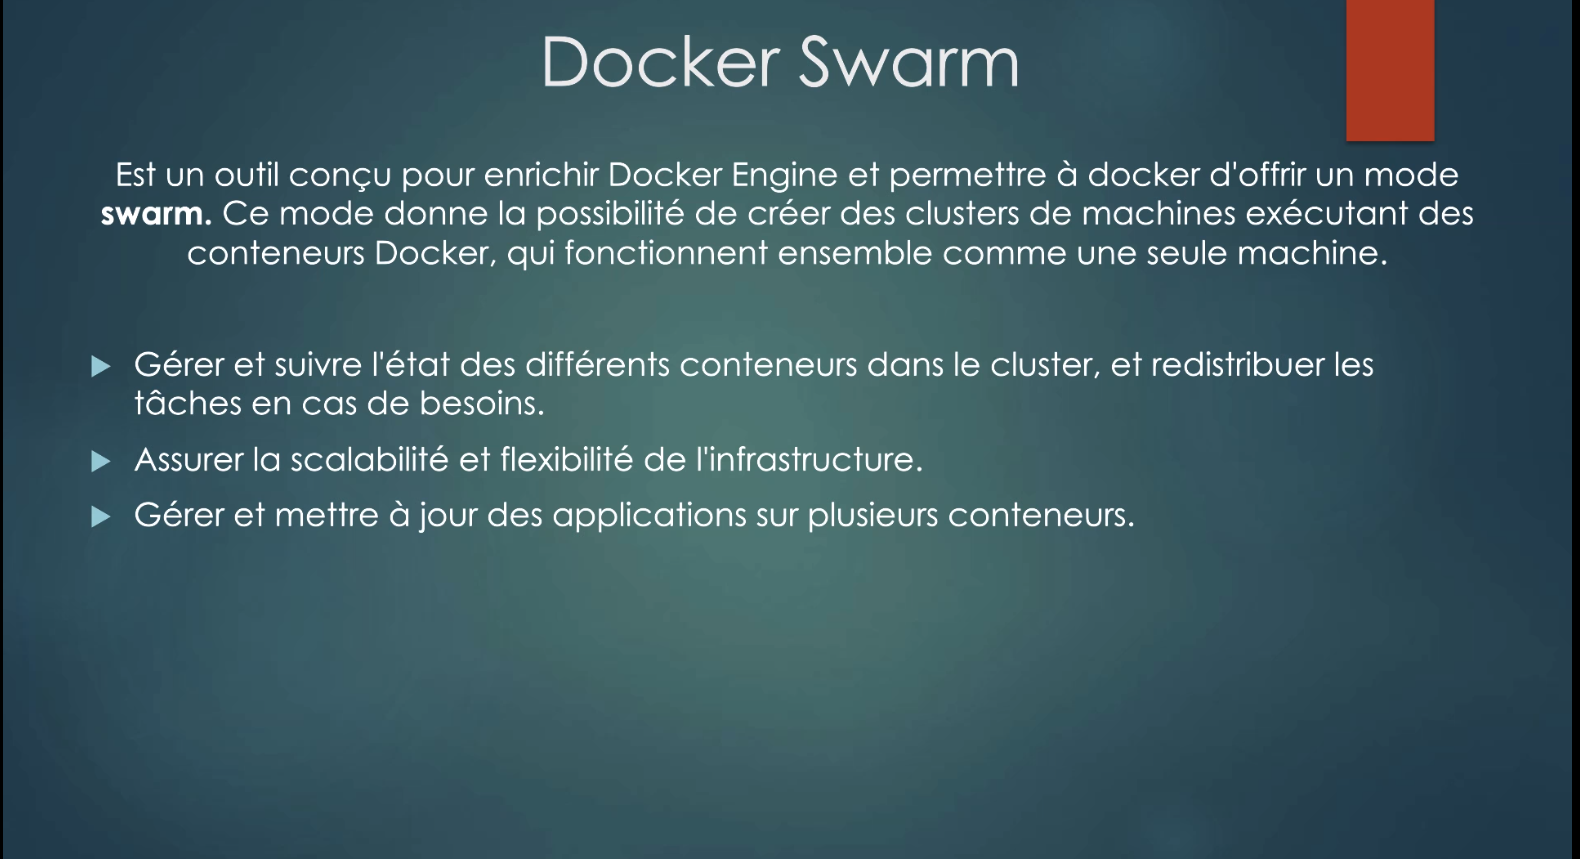 Docker Swarm
Est un outil conçu pour enrichir Docker Engine et permettre à docker d'offrir un mode
swarm. Ce mode donne la possibilité de créer des clusters de machines exécutant des
conteneurs Docker, qui fonctionnent ensemble comme une seule machine.
Gérer et suivre l'état des différents conteneurs dans le cluster, et redistribuer les
tâches en cas de besoins.
Assurer la scalabilité et flexibilité de l'infrastructure.
Gérer et mettre à jour des applications sur plusieurs conteneurs.